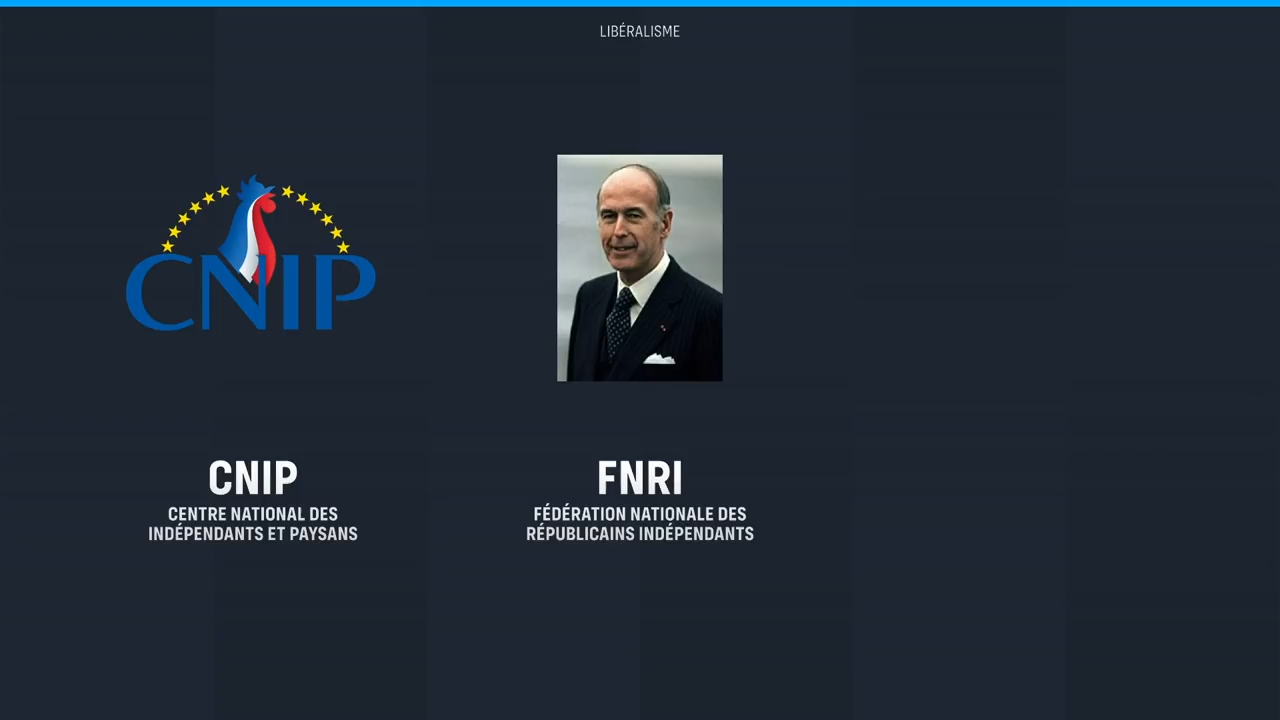 LIBÉRALISME
CNIP
CNIP
CENTRE NATIONAL DES
INDÉPENDANTS ET PAYSANS
FNRI
FÉDÉRATION NATIONALE DES
RÉPUBLICAINS INDÉPENDANTS